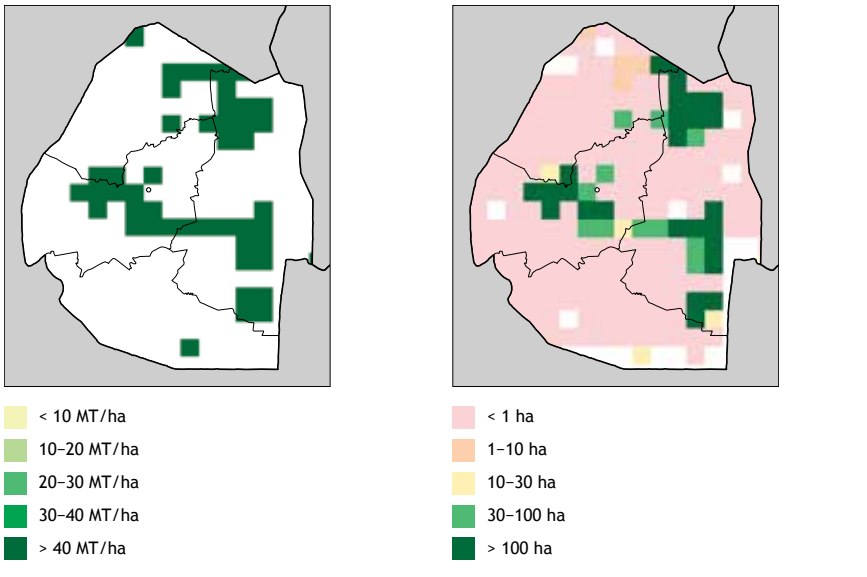 < 10 MT/ha
10–20 MT/ha
20–30 MT/ha
30–40 MT/ha
> 40 MT/ha
< 1 ha
1–10 ha
10–30 ha
30–100 ha
> 100 ha